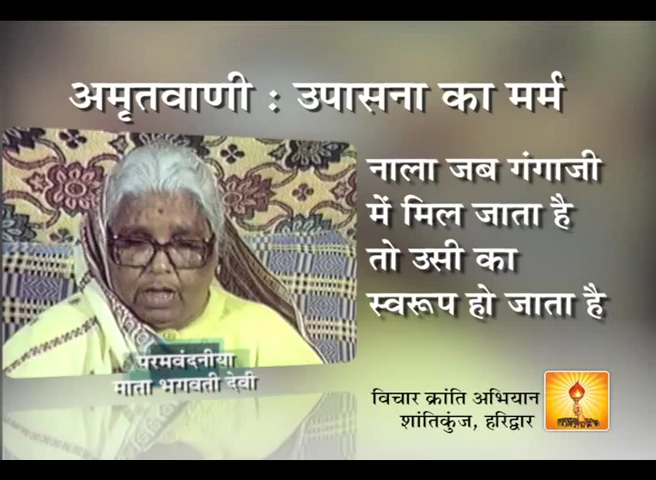 अमृतवाणी : उपासना का मर्म
नाला जब गंगाजी
में मिल जाता है
तो उसी का
स्वरूप हो जाता है
परमवंदनीया
माता भगवती देवी
विचार क्रांति अभियान
शांतिकुंज, हरिद्वार